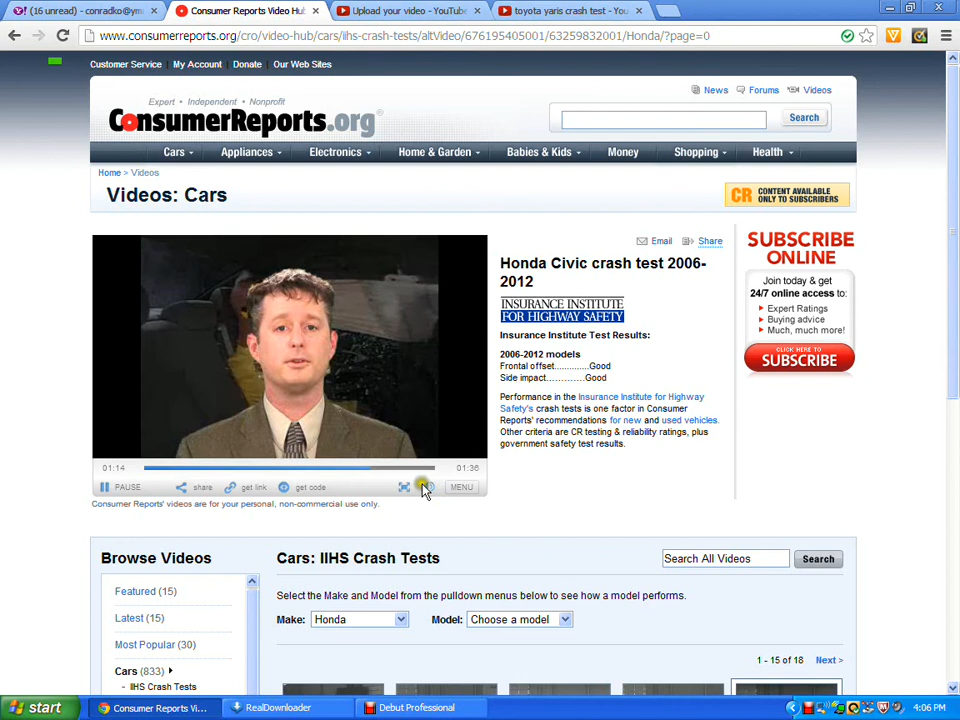 (16 unread) - conradko@ym
Consumer Reports Video Hu
Upload your video - YouTube
toyota yaris crash test - You
www.consumerreports.org/cro/video-hub/cars/iihs-crash-tests/altVideo/676195405001/63259832001/Honda/?page=0
Customer Service | My Account | Donate | Our Web Sites
Expert • Independent • Nonprofit
ConsumerReports.org®
News Forums Videos
Search
Cars Appliances Electronics Home & Garden Babies & Kids Money Shopping Health
Home > Videos
Videos: Cars
CR CONTENT AVAILABLE
ONLY TO SUBSCRIBERS
Email Share
Honda Civic crash test 2006-
2012
INSURANCE INSTITUTE
FOR HIGHWAY SAFETY
Insurance Institute Test Results:
2006-2012 models
Frontal offset.............Good
Side impact.............Good
Performance in the Insurance Institute for Highway
Safety's crash tests is one factor in Consumer
Reports' recommendations for new and used vehicles.
Other criteria are CR testing & reliability ratings, plus
government safety test results.
SUBSCRIBE
ONLINE
Join today & get
24/7 online access to:
Expert Ratings
Buying advice
Much, much more!
CLICK HERE TO
SUBSCRIBE
01:14 01:36
PAUSE share get link get code MENU
Consumer Reports' videos are for your personal, non-commercial use only.
Browse Videos
Featured (15)
Latest (15)
Most Popular (30)
Cars (833)
- IIHS Crash Tests
Cars: IIHS Crash Tests
Search All Videos Search
Select the Make and Model from the pulldown menus below to see how a model performs.
Make: Honda Model: Choose a model
1 - 15 of 18 Next >
start
Consumer Reports Vi...
RealDownloader
Debut Professional
4:06 PM